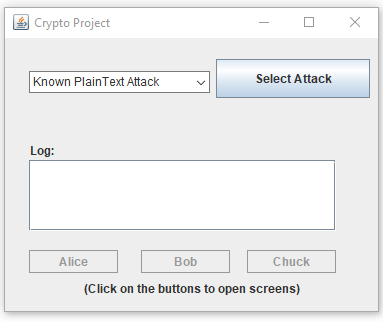 Crypto Project
Known PlainText Attack
Select Attack
Log:
Alice
Bob
Chuck
(Click on the buttons to open screens)